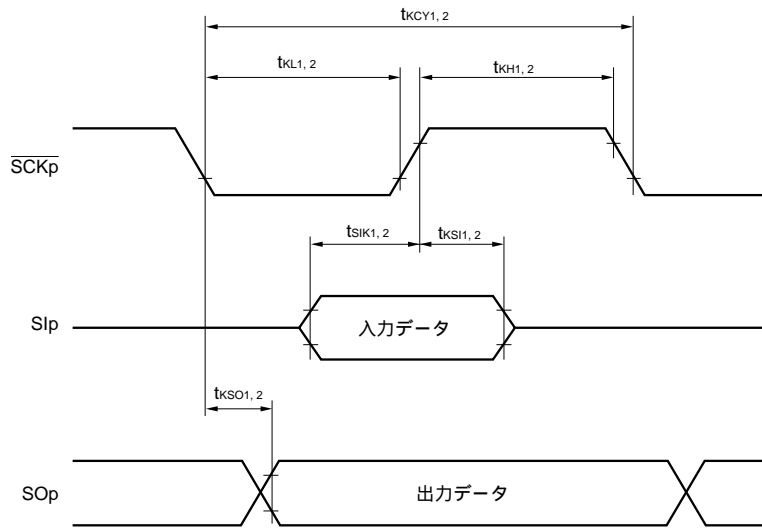 tKCY1, 2
tKL1, 2
tKH1, 2
SCKp
tSIK1, 2
tKSI1, 2
SIp
入力データ
tKSO1, 2
SOp
出力データ